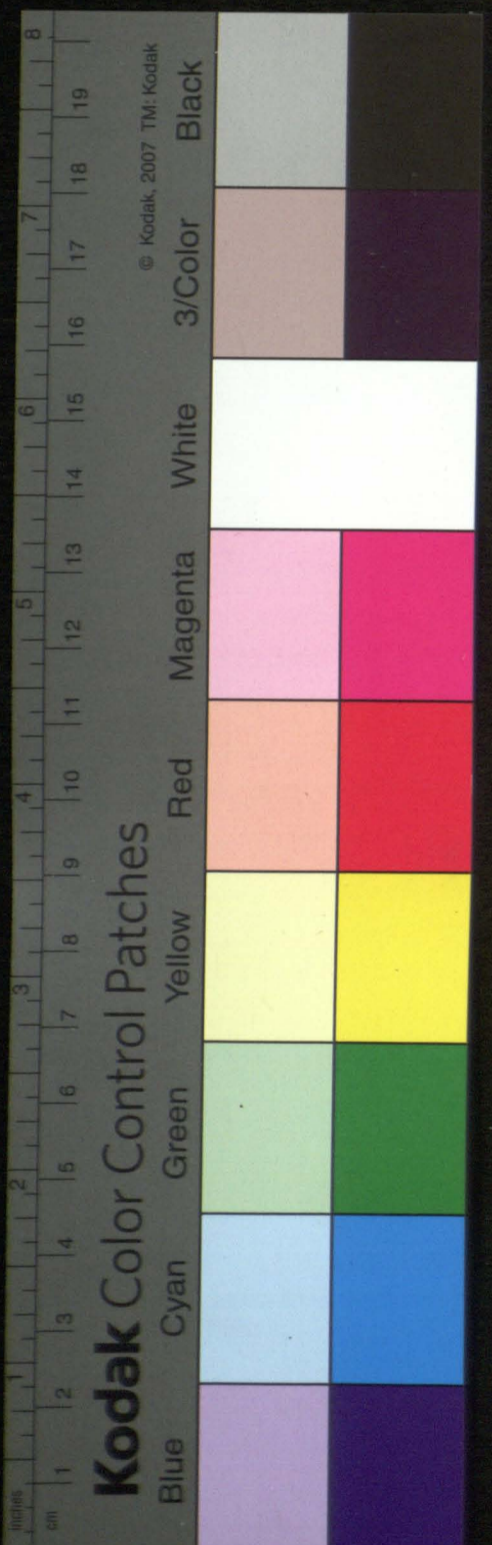 Kodak Color Control Patches
© Kodak, 2007 TM: Kodak
Blue Cyan Green Yellow Red Magenta White 3/Color Black
inches 1 2 3 4 5 6 7 8
cm 1 2 3 4 5 6 7 8 9 10 11 12 13 14 15 16 17 18 19